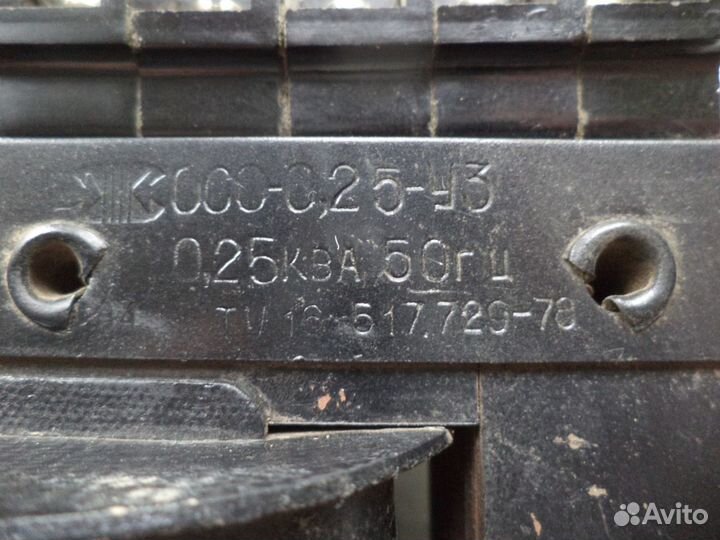 ОСО-0,25-У3
0,25КВА 50ГЦ
ТУ 16-517.729-78
Avito